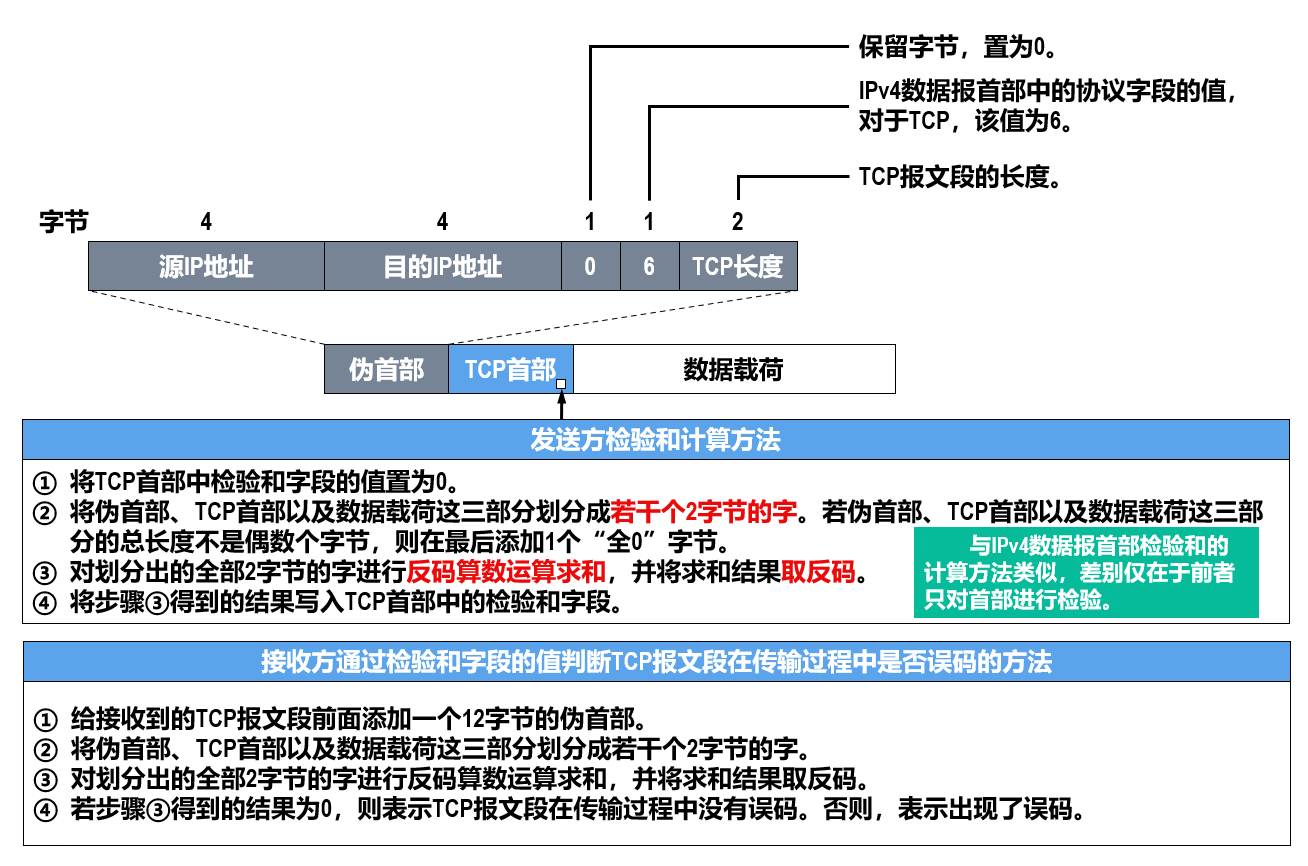 保留字节，置为0。
IPv4数据报首部中的协议字段的值，
对于TCP，该值为6。
TCP报文段的长度。
字节 4 4 1 1 2
源IP地址 目的IP地址 0 6 TCP长度
伪首部 TCP首部 数据载荷
发送方检验和计算方法
① 将TCP首部中检验和字段的值置为0。
② 将伪首部、TCP首部以及数据载荷这三部分划分成若干个2字节的字。若伪首部、TCP首部以及数据载荷这三部
分的总长度不是偶数个字节，则在最后添加1个“全0”字节。
③ 对划分出的全部2字节的字进行反码算数运算求和，并将求和结果取反码。
④ 将步骤③得到的结果写入TCP首部中的检验和字段。
与IPv4数据报首部检验和的
计算方法类似，差别仅在于前者
只对首部进行检验。
接收方通过检验和字段的值判断TCP报文段在传输过程中是否误码的方法
① 给接收到的TCP报文段前面添加一个12字节的伪首部。
② 将伪首部、TCP首部以及数据载荷这三部分划分成若干个2字节的字。
③ 对划分出的全部2字节的字进行反码算数运算求和，并将求和结果取反码。
④ 若步骤③得到的结果为0，则表示TCP报文段在传输过程中没有误码。否则，表示出现了误码。